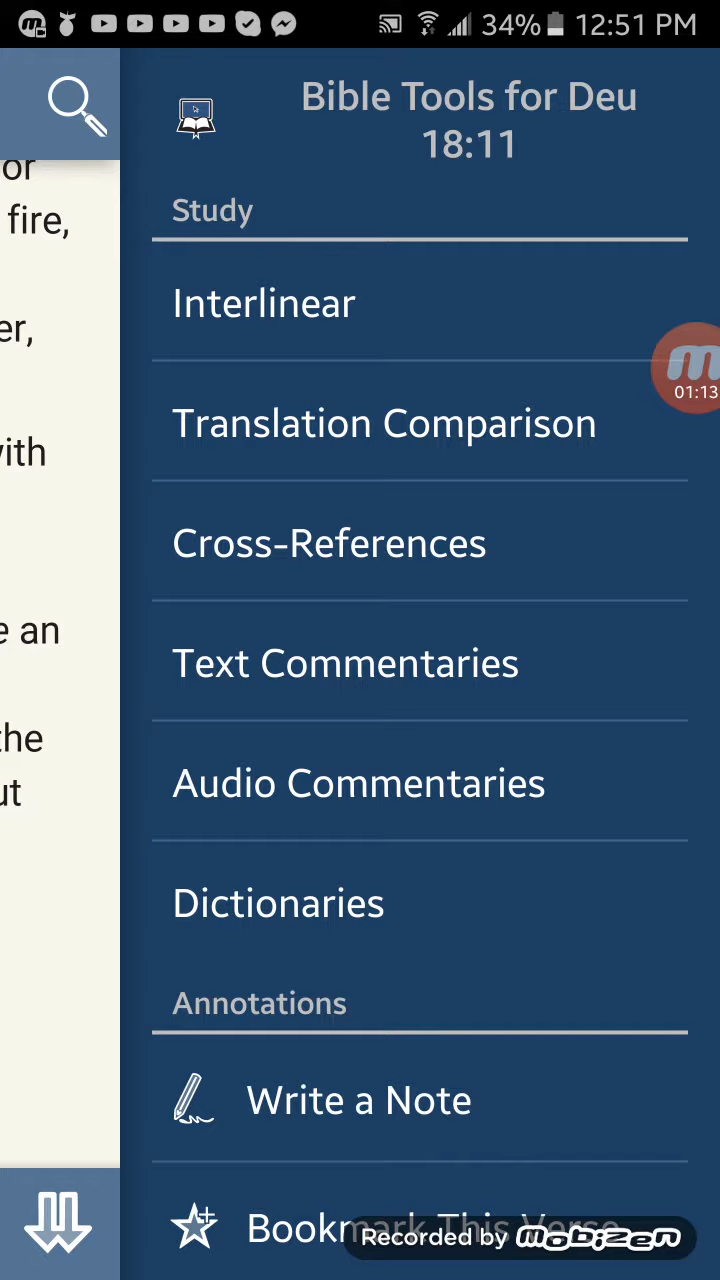 34% 12:51 PM
Bible Tools for Deu
18:11
or
Study
fire,
Interlinear
er,
m
01:13
Translation Comparison
with
Cross-References
e an
Text Commentaries
the
ut
Audio Commentaries
Dictionaries
Annotations
Write a Note
Bookmark This Verse
Recorded by mobizen